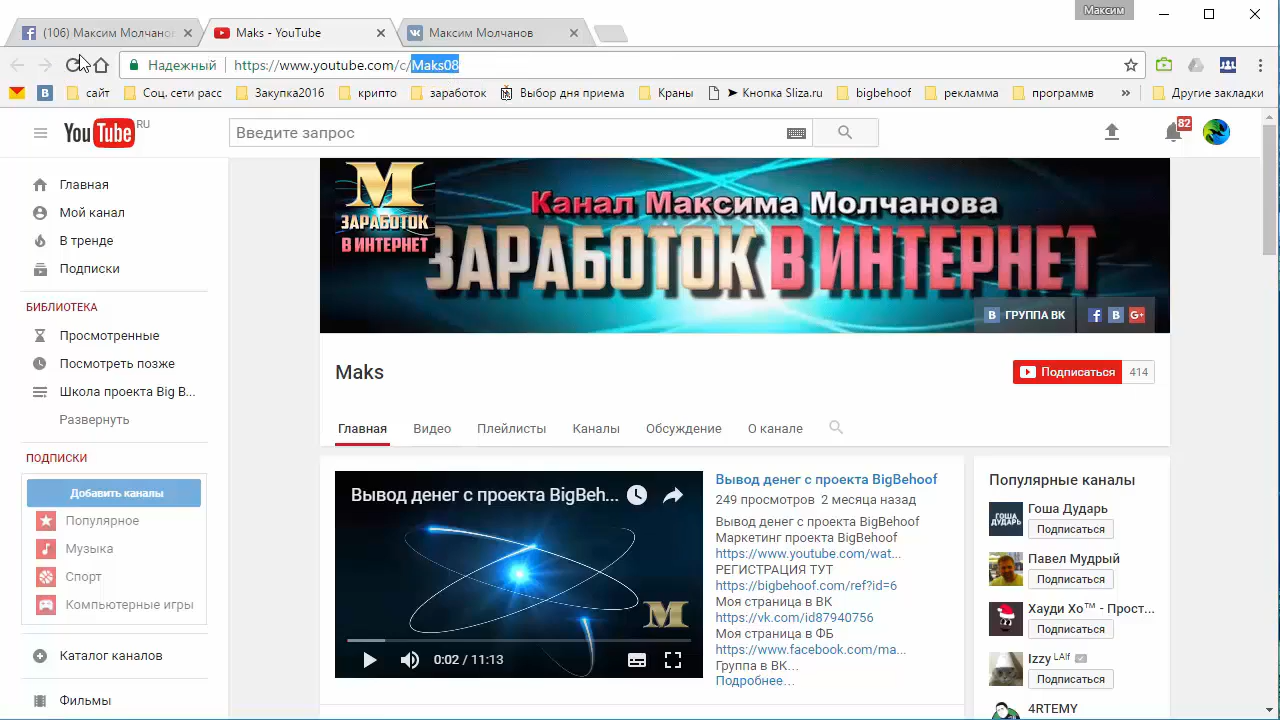 Максим
(106) Максим Молчано
Maks - YouTube
Максим Молчанов
Надежный
https://www.youtube.com/c/Maks08
сайт
Соц. сети расс
Закупка2016
крипто
заработок
Выбор дня приема
Краны
Кнопка Sliza.ru
bigbehoof
рекламма
программ
»
Другие закладки
YouTube RU
Введите запрос
82
Главная
Мой канал
В тренде
Подписки
БИБЛИОТЕКА
Просмотренные
Посмотреть позже
Школа проекта Big B...
Развернуть
ПОДПИСКИ
Добавить каналы
Популярное
Музыка
Спорт
Компьютерные игры
Каталог каналов
Фильмы
М
ЗАРАБОТОК
В ИНТЕРНЕТ
Канал Максима Молчанова
ЗАРАБОТОК В ИНТЕРНЕТ
ГРУППА ВК
Maks
Подписаться 414
Главная
Видео
Плейлисты
Каналы
Обсуждение
О канале
Вывод денег с проекта BigBeh...
М
0:02 / 11:13
Вывод денег с проекта BigBehoof
249 просмотров 2 месяца назад
Вывод денег с проекта BigBehoof
Маркетинг проекта BigBehoof
https://www.youtube.com/wat...
РЕГИСТРАЦИЯ ТУТ
https://bigbehoof.com/ref?id=6
Моя страница в ВК
https://vk.com/id87940756
Моя страница в ФБ
https://www.facebook.com/ma...
Группа в ВК...
Подробнее...
Популярные каналы
ГОША ДУДАРЬ
Гоша Дударь
Подписаться
Павел Мудрый
Подписаться
Хауди Хо™ - Прост...
Подписаться
Izzy ᴸᴬᴵᶠ
Подписаться
4RTEMY